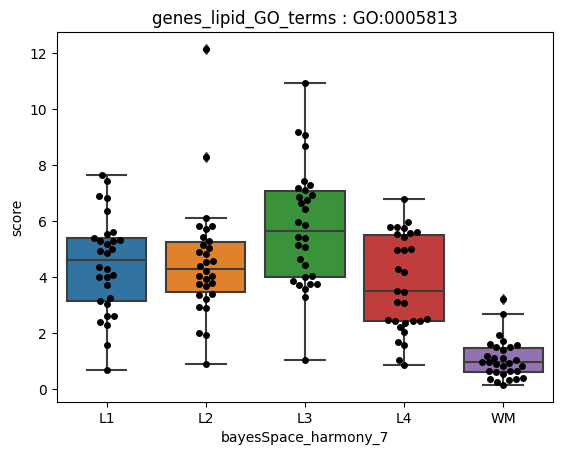 genes_lipid_GO_terms : GO:0005813
12
10
8
6
4
2
0
score
L1 L2 L3 L4 WM
bayesSpace_harmony_7